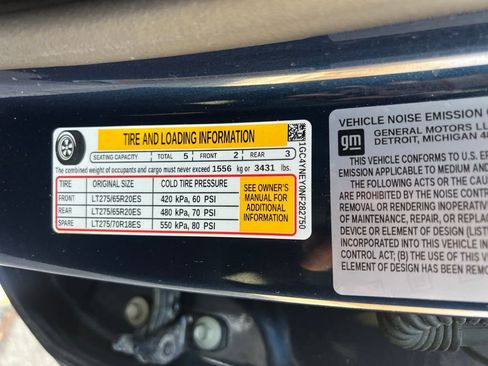 TIRE AND LOADING INFORMATION
SEATING CAPACITY TOTAL 5 FRONT 2 REAR 3
The combined weight of occupants and cargo must never exceed 1556 kg or 3431 lbs.
TIRE ORIGINAL SIZE COLD TIRE PRESSURE
FRONT LT275/65R20ES 420 kPa, 60 PSI
REAR LT275/65R20ES 480 kPa, 70 PSI
SPARE LT275/70R18ES 550 kPa, 80 PSI
SEE OWNER'S
MANUAL FOR
ADDITIONAL
INFORMATION
1GC4YNEY0NF282750
VEHICLE NOISE EMISSION
gm
GENERAL MOTORS LL
DETROIT, MICHIGAN 48
THIS VEHICLE CONFORMS TO U.S. EP
EMISSION APPLICABLE TO MEDIUM AND
THE FOLLOWING ACTS OR THE CAUSIN
ARE PROHIBITED BY THE NOISE CONTR
OR RENDERING INOPERATIVE
OF MAINTENANCE, REPAIR, OR REPLAC
DEVICE OR ELEMENT OF DESIGN (LIST
INCORPORATED INTO THIS VEHICLE I
CONTROL ACT; (B) THE USE OF THIS VE
ELEMENT OF DESIGN HAS BEEN REMO